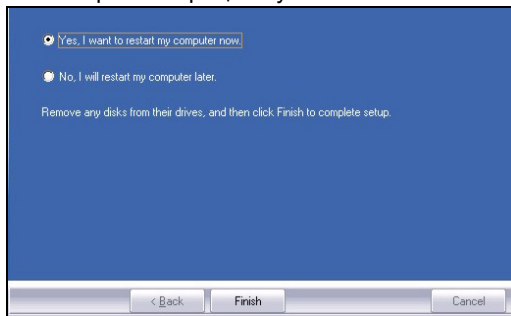 Yes, I want to restart my computer now.
No, I will restart my computer later.
Remove any disks from their drives, and then click Finish to complete setup.
< Back Finish Cancel